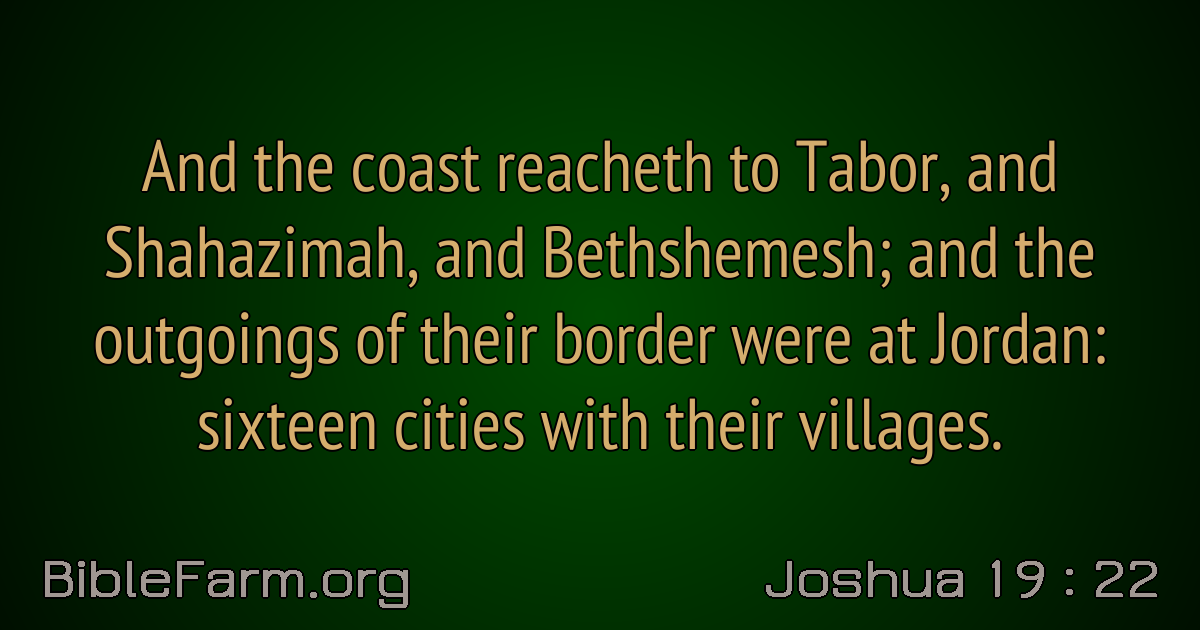 And the coast reacheth to Tabor, and
Shahazimah, and Bethshemesh; and the
outgoings of their border were at Jordan:
sixteen cities with their villages.
BibleFarm.org
Joshua 19 : 22